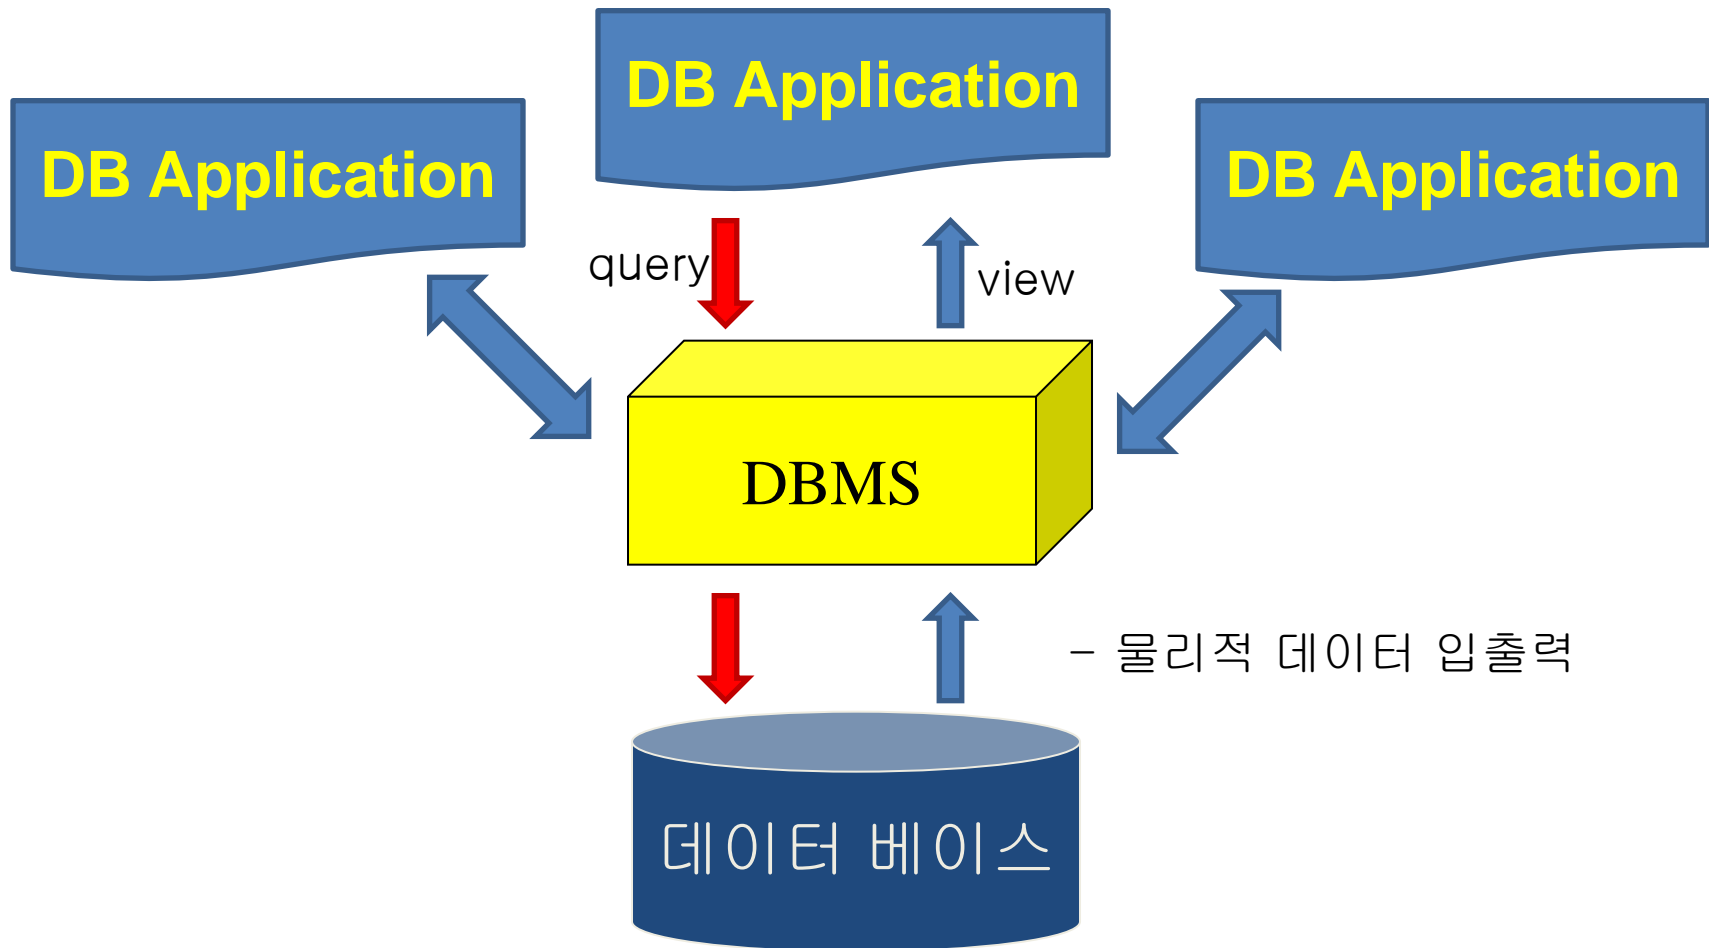 DB Application
DB Application
DB Application
query
view
DBMS
- 물리적 데이터 입출력
데이터 베이스